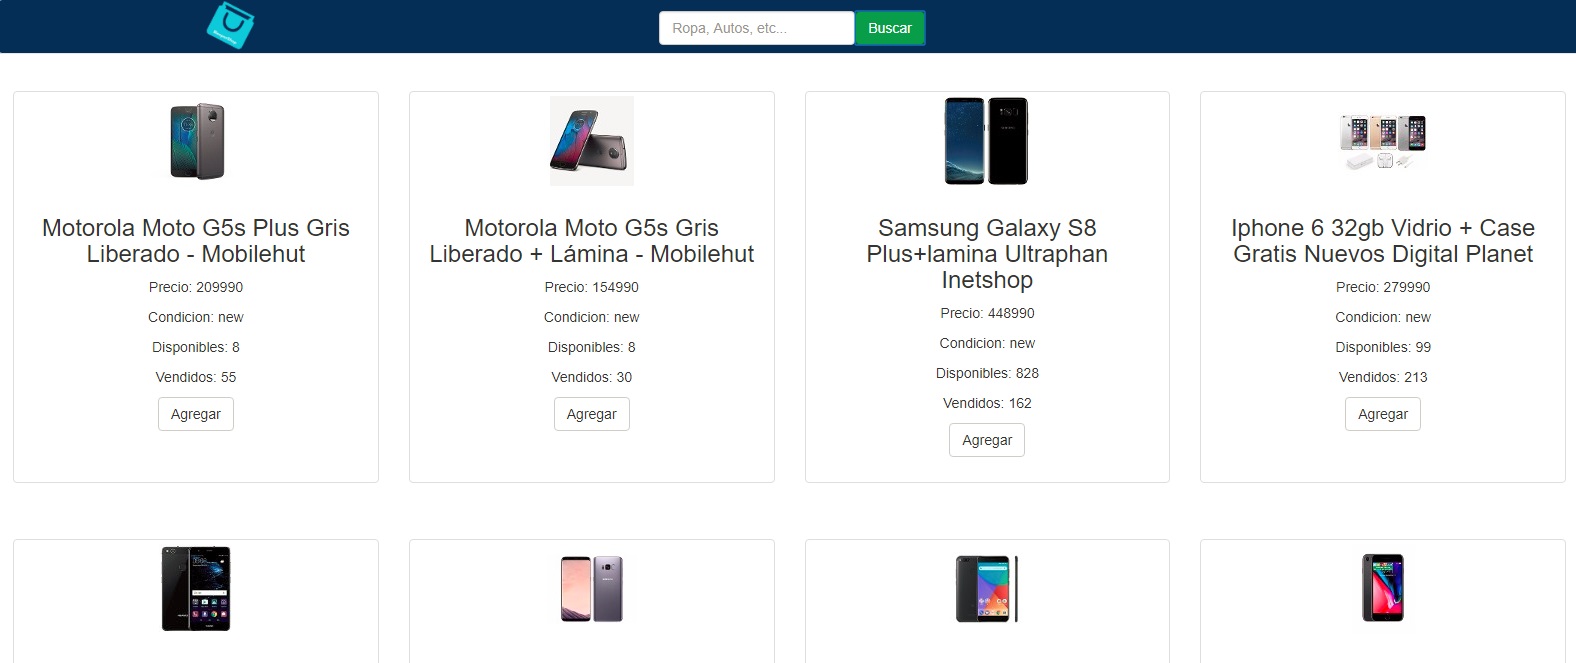 Ropa, Autos, etc...
Buscar
Motorola Moto G5s Plus Gris
Liberado - Mobilehut
Precio: 209990
Condicion: new
Disponibles: 8
Vendidos: 55
Agregar
Motorola Moto G5s Gris
Liberado + Lámina - Mobilehut
Precio: 154990
Condicion: new
Disponibles: 8
Vendidos: 30
Agregar
Samsung Galaxy S8
Plus+lamina Ultraphan
Inetshop
Precio: 448990
Condicion: new
Disponibles: 828
Vendidos: 162
Agregar
Iphone 6 32gb Vidrio + Case
Gratis Nuevos Digital Planet
Precio: 279990
Condicion: new
Disponibles: 99
Vendidos: 213
Agregar